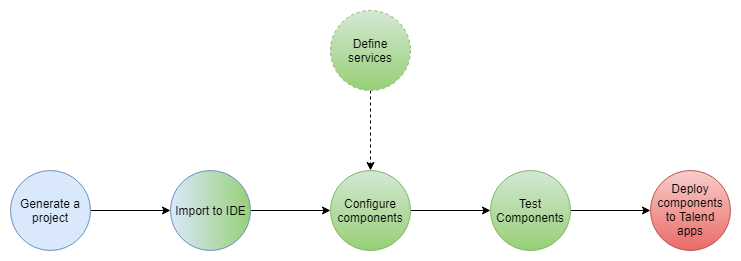 Define
services
Generate a
project
Import to IDE
Configure
components
Test
Components
Deploy
components
to Talend
apps